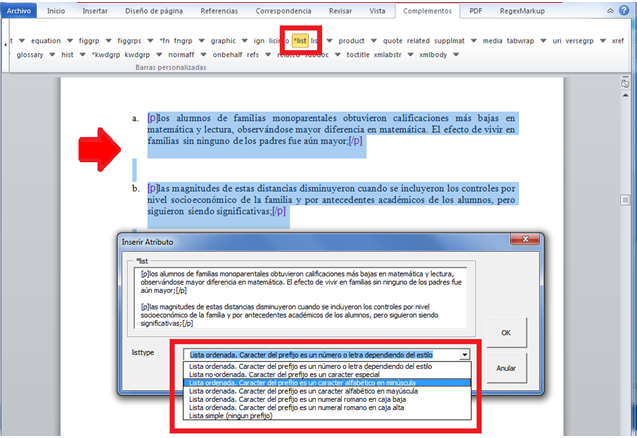 Archivo Inicio Insertar Diseño de página Referencias Correspondencia Revisar Vista Complementos PDF RegexMarkup
equation figgrp figgrps *fn fngrp graphic ign *list product quote related supplmat media tabwrap uri versegrp xref
glossary hist *kwdgrp kwdgrp normaff onbehalf refs toctitle xmlabstr xmlbody
Barras personalizadas
a. [p]los alumnos de familias monoparentales obtuvieron calificaciones más bajas en
matemática y lectura, observándose mayor diferencia en matemática. El efecto de vivir en
familias sin ninguno de los padres fue aún mayor;[/p]
b. [p]las magnitudes de estas distancias disminuyeron cuando se incluyeron los controles por
nivel socioeconómico de la familia y por antecedentes académicos de los alumnos, pero
siguieron siendo significativas;[/p]
Inserir Atributo
*list
[p]los alumnos de familias monoparentales obtuvieron calificaciones más bajas en matemática y lectura,
observándose mayor diferencia en matemática. El efecto de vivir en familias sin ninguno de los padres fue
aún mayor;[/p]
[p]las magnitudes de estas distancias disminuyeron cuando se incluyeron los controles por nivel
socioeconómico de la familia y por antecedentes académicos de los alumnos, pero siguieron siendo
significativas;[/p]
OK
listtype
Lista ordenada. Caracter del prefijo es un número o letra dependiendo del estilo
Anular
Lista ordenada. Caracter del prefijo es un número o letra dependiendo del estilo
Lista no-ordenada. Caracter del prefijo es un caracter especial
Lista ordenada. Caracter del prefijo es un caracter alfabético en minúscula
Lista ordenada. Caracter del prefijo es un caracter alfabético en mayúscula
Lista ordenada. Caracter del prefijo es un numeral romano en caja baja
Lista ordenada. Caracter del prefijo es un numeral romano en caja alta
Lista simple (ningun prefijo)